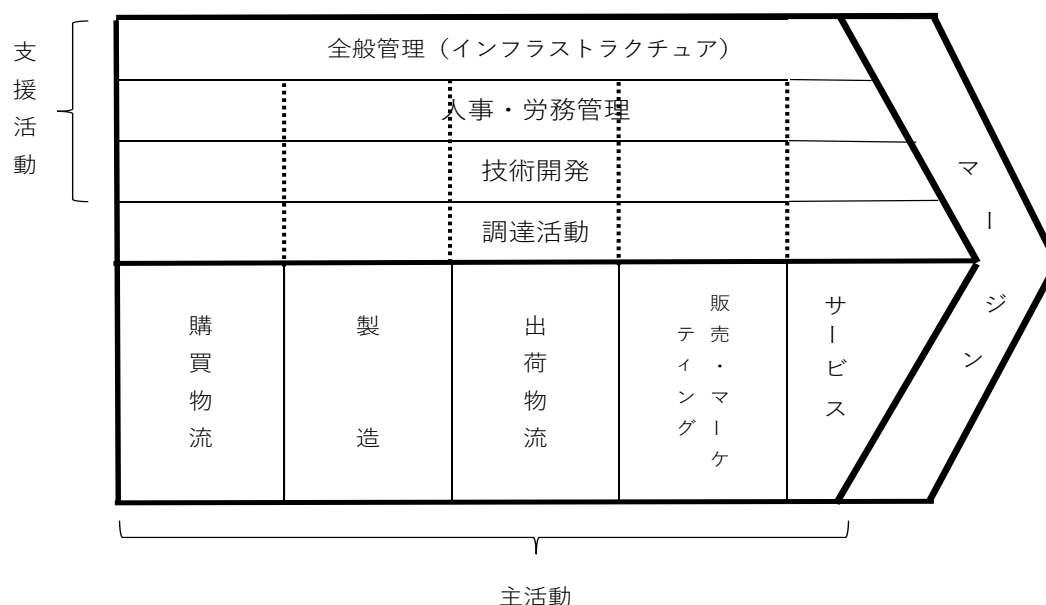 支援活動
全般管理（インフラストラクチュア）
人事・労務管理
技術開発
調達活動
マージン
購買物流
製造
出荷物流
販売・マーケ
ティング
サービス
主活動